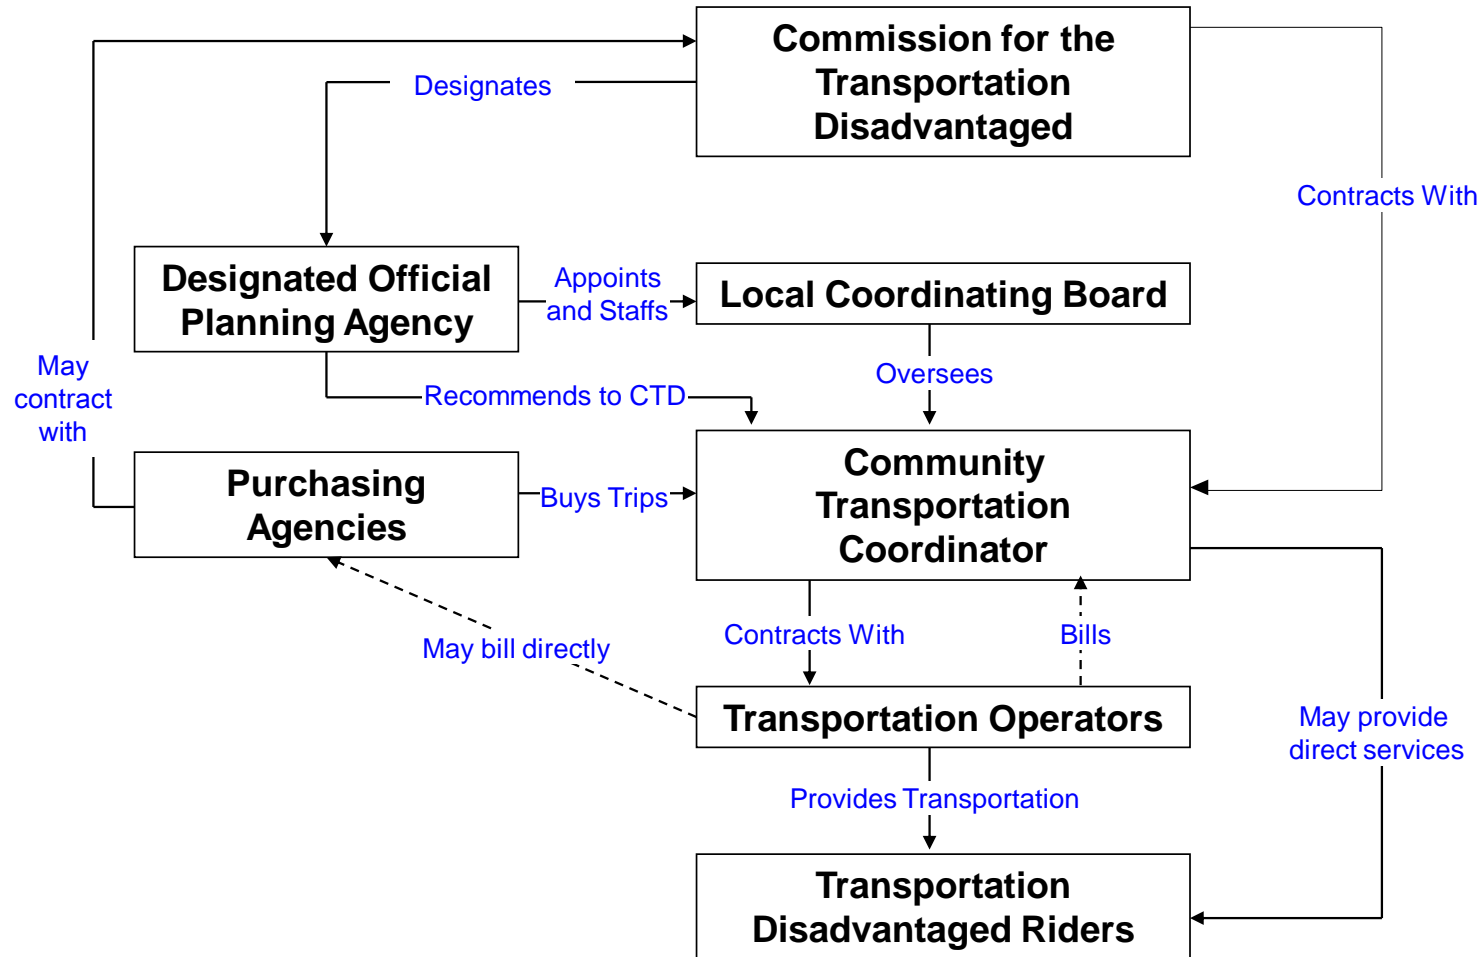 Commission for the
Transportation
Disadvantaged
Designates
Contracts With
Designated Official
Planning Agency
Appoints
and Staffs
Local Coordinating Board
May
contract
with
Recommends to CTD
Oversees
Purchasing
Agencies
Buys Trips
Community
Transportation
Coordinator
May bill directly
Contracts With
Bills
Transportation Operators
May provide
direct services
Provides Transportation
Transportation
Disadvantaged Riders